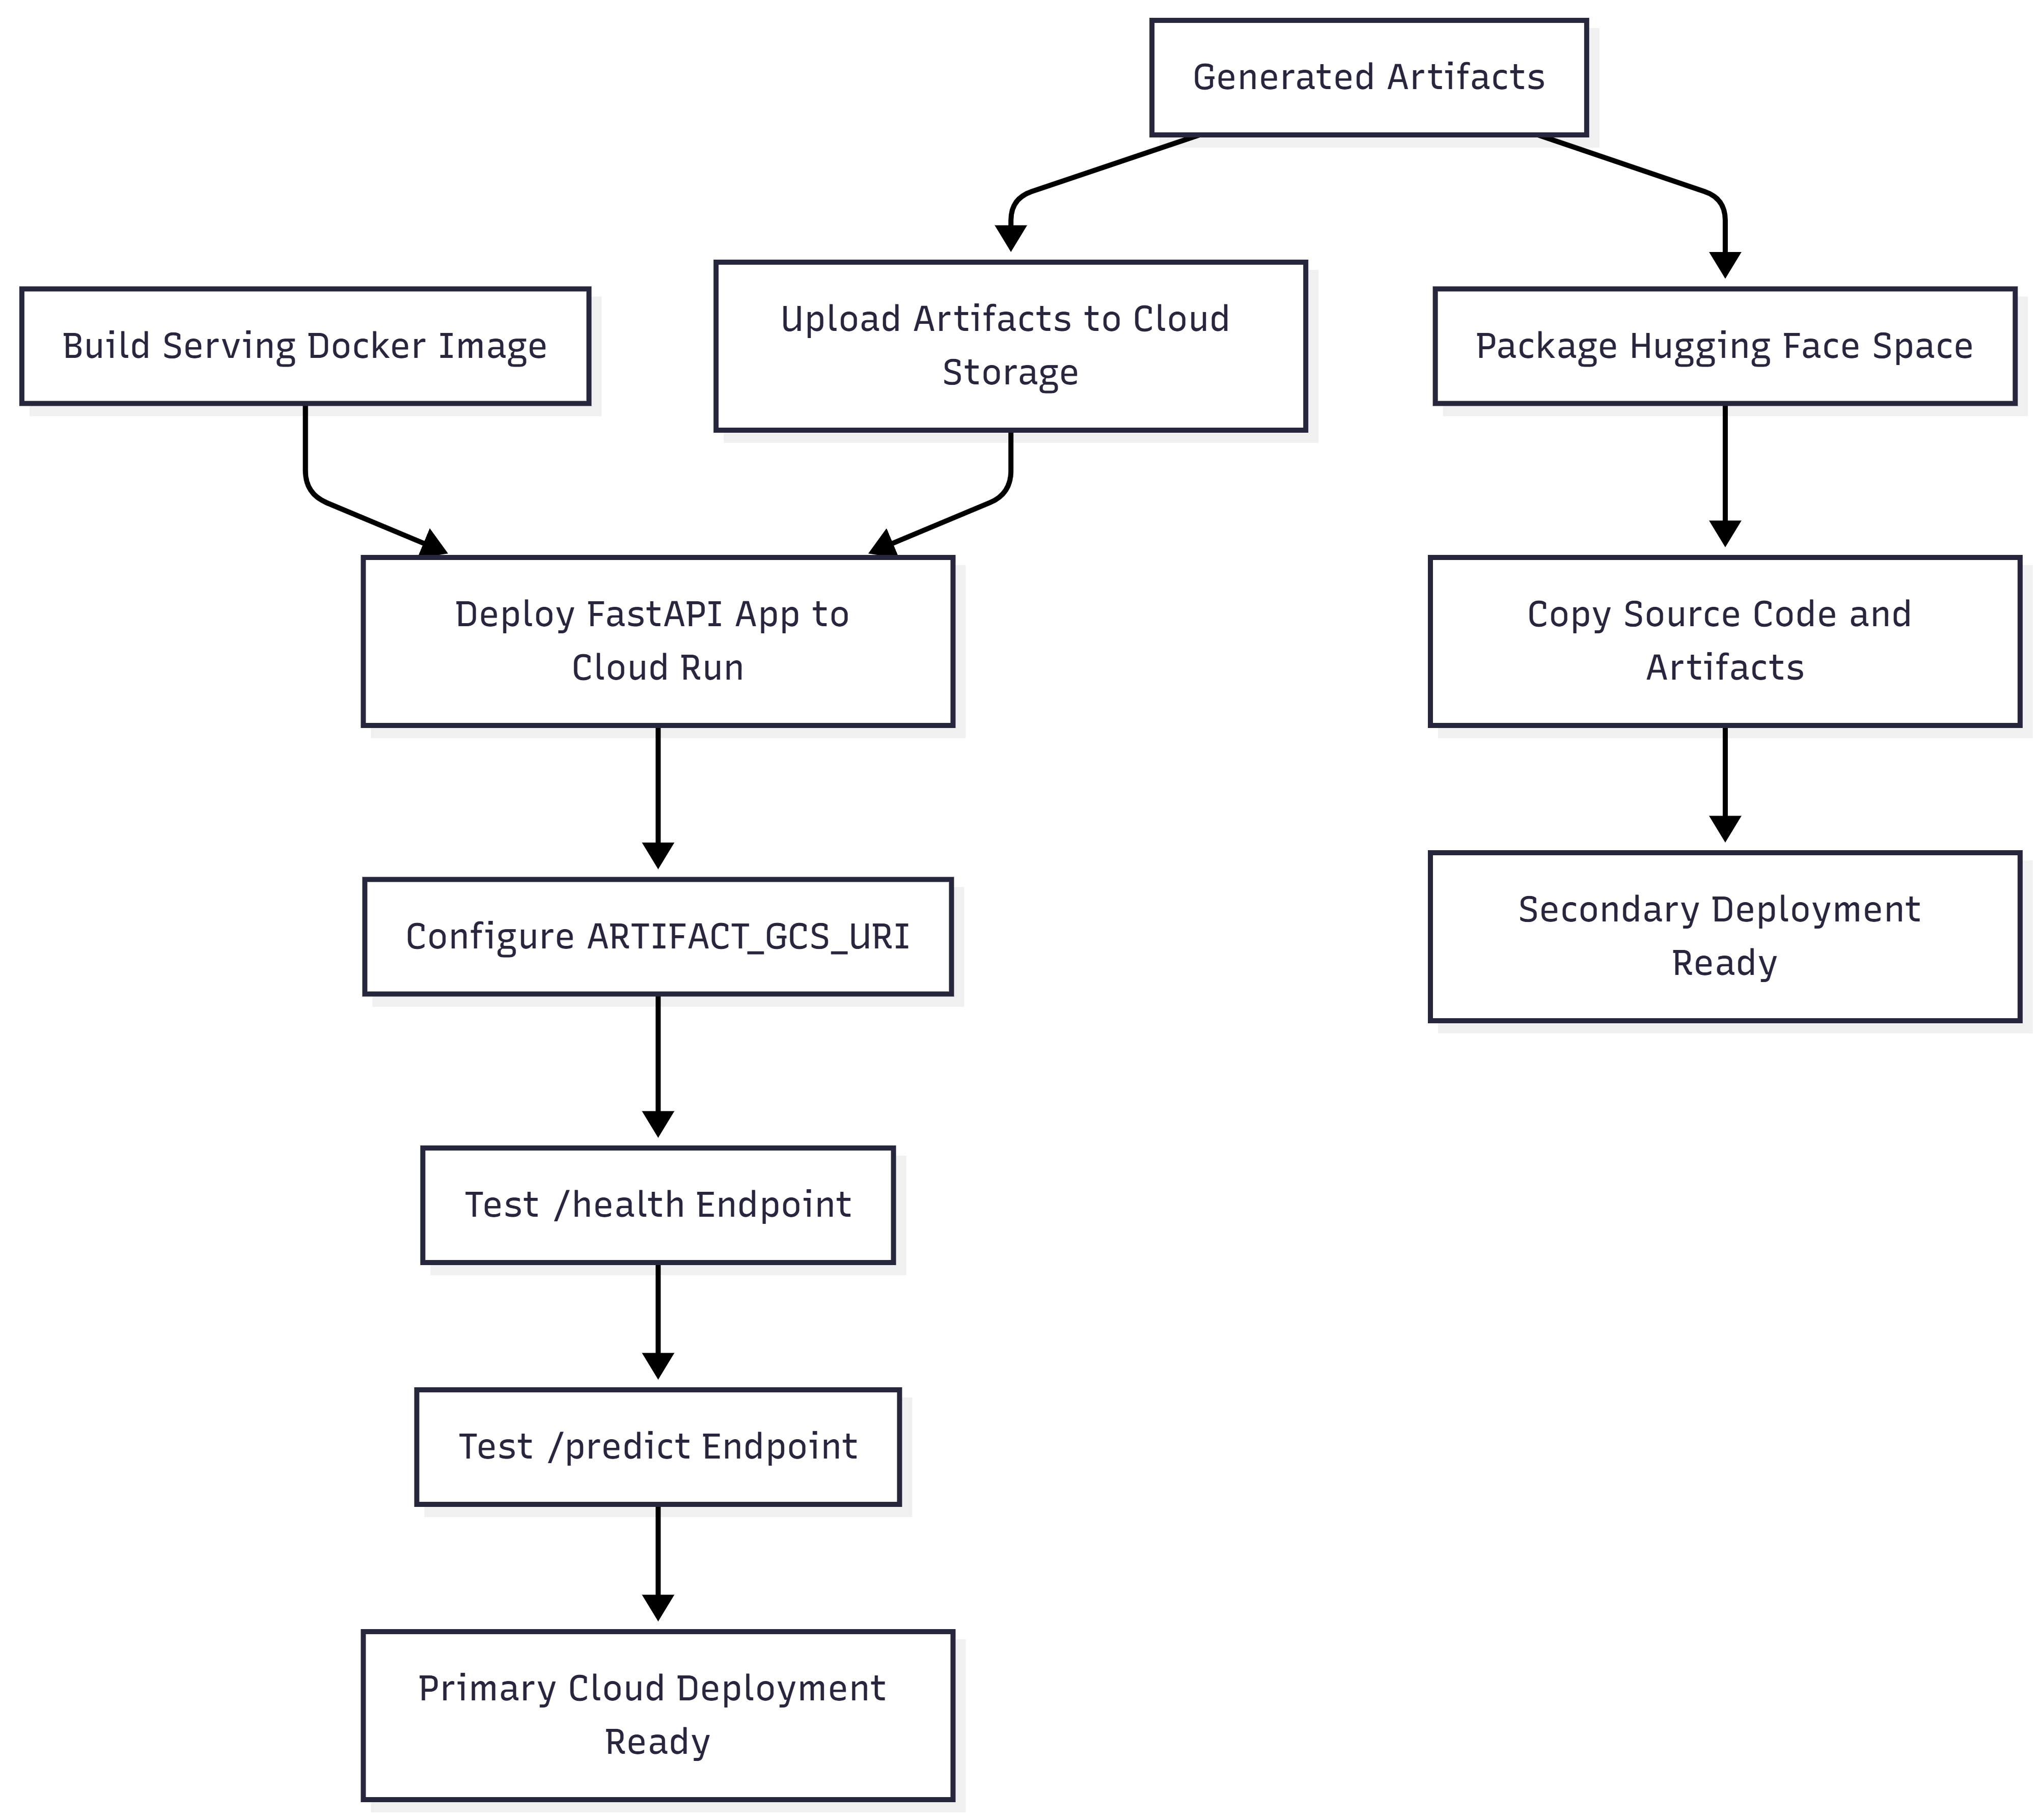 Generated Artifacts
Build Serving Docker Image
Upload Artifacts to Cloud
Storage
Package Hugging Face Space
Deploy FastAPI App to
Cloud Run
Copy Source Code and
Artifacts
Configure ARTIFACT_GCS_URI
Secondary Deployment
Ready
Test /health Endpoint
Test /predict Endpoint
Primary Cloud Deployment
Ready